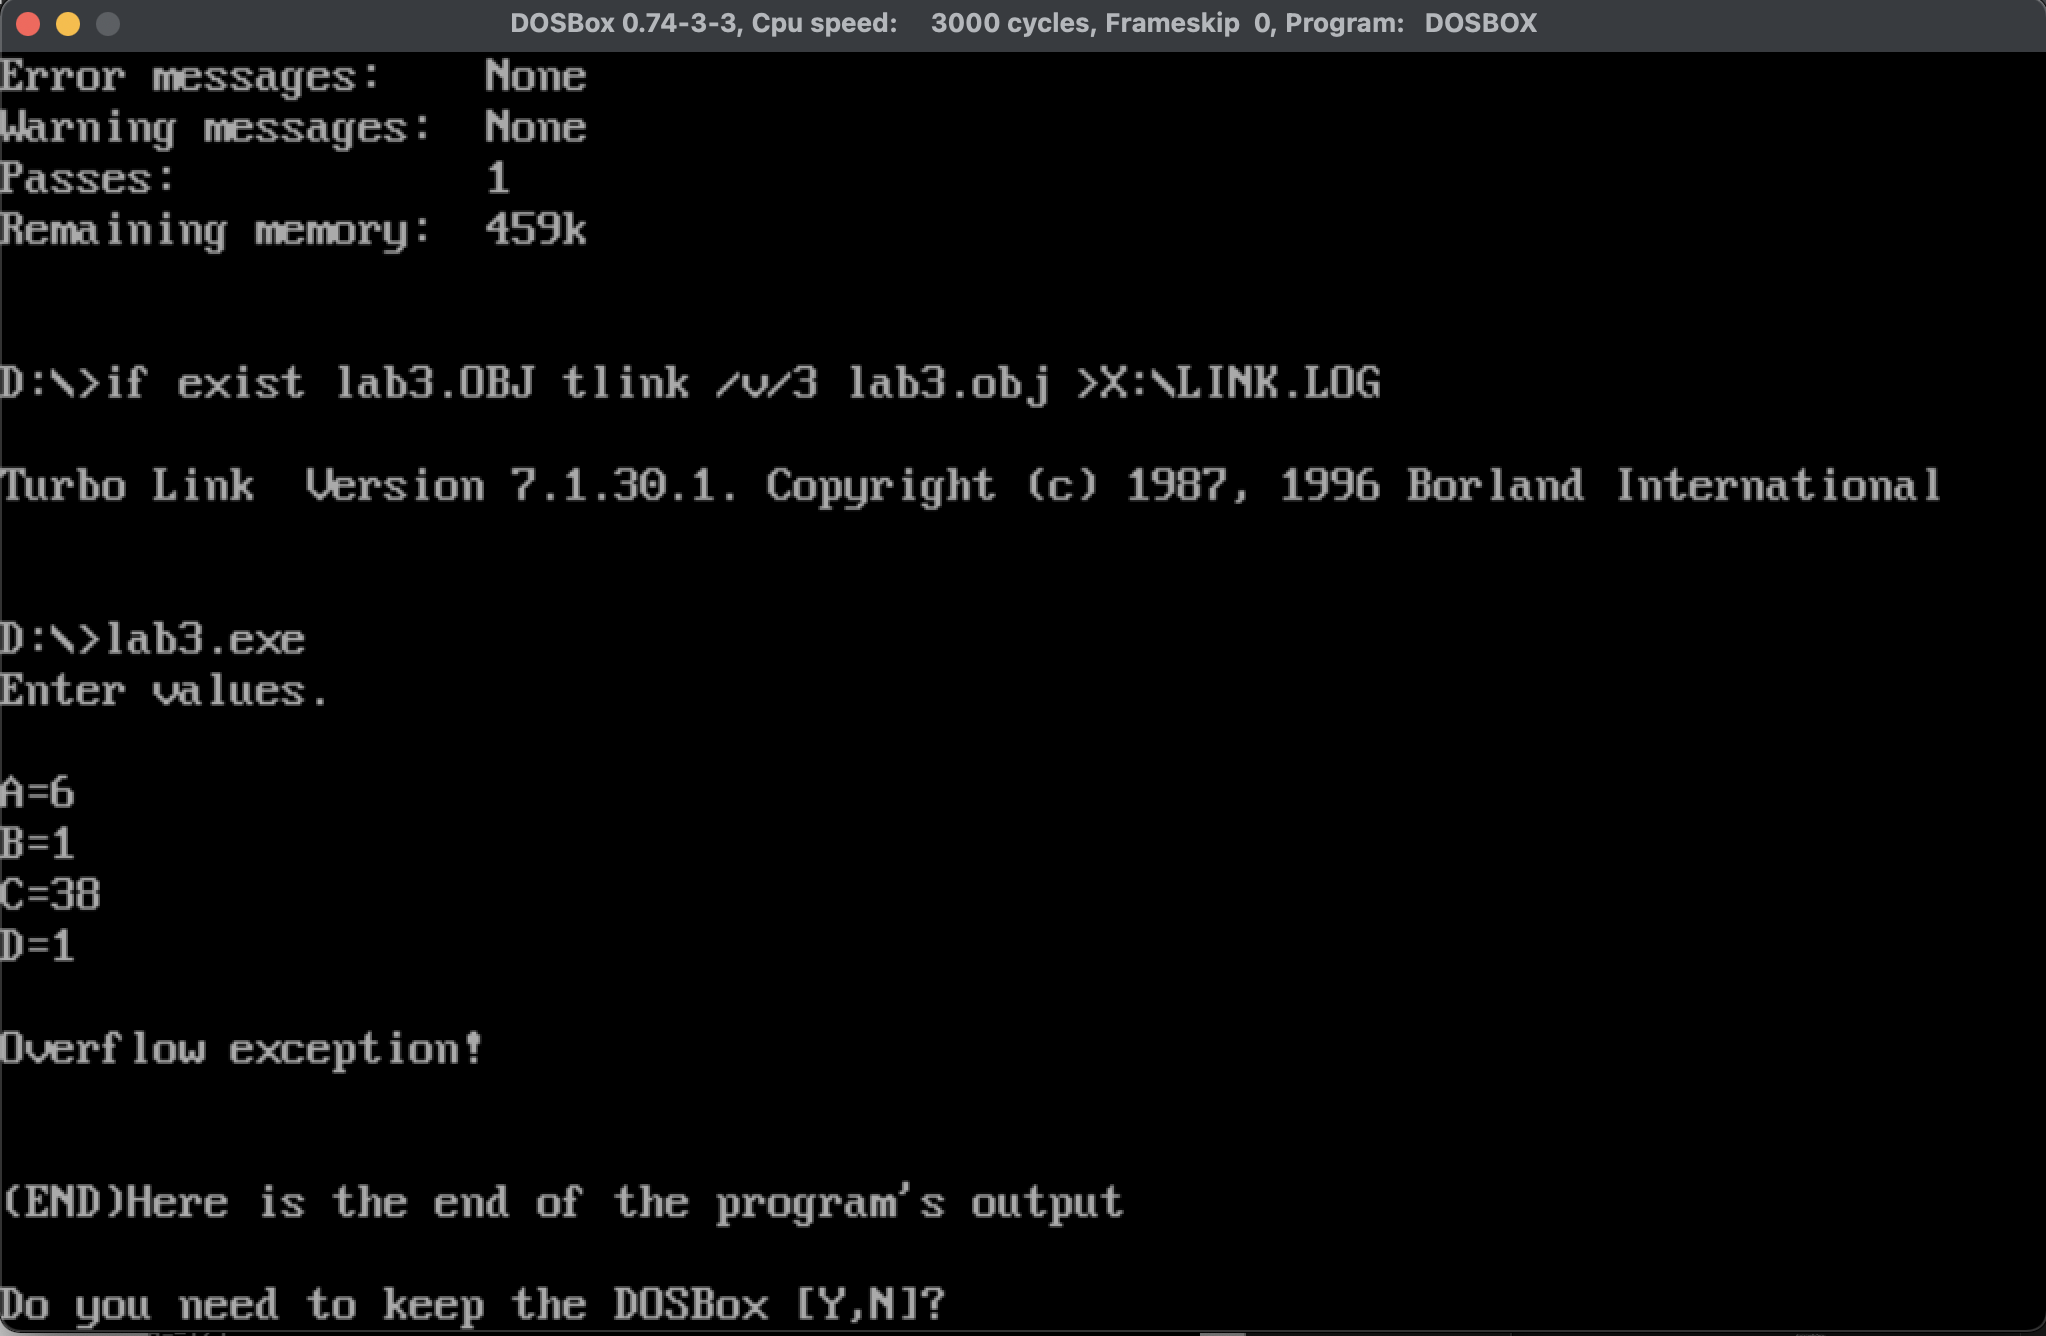 DOSBox 0.74-3-3, Cpu speed: 3000 cycles, Frameskip 0, Program: DOSBOX
Error messages: None
Warning messages: None
Passes: 1
Remaining memory: 459k
D:\>if exist lab3.OBJ tlink /v/3 lab3.obj >X:\LINK.LOG
Turbo Link Version 7.1.30.1. Copyright (c) 1987, 1996 Borland International
D:\>lab3.exe
Enter values.
A=6
B=1
C=38
D=1
Overflow exception!
(END)Here is the end of the program's output
Do you need to keep the DOSBox [Y,N]?